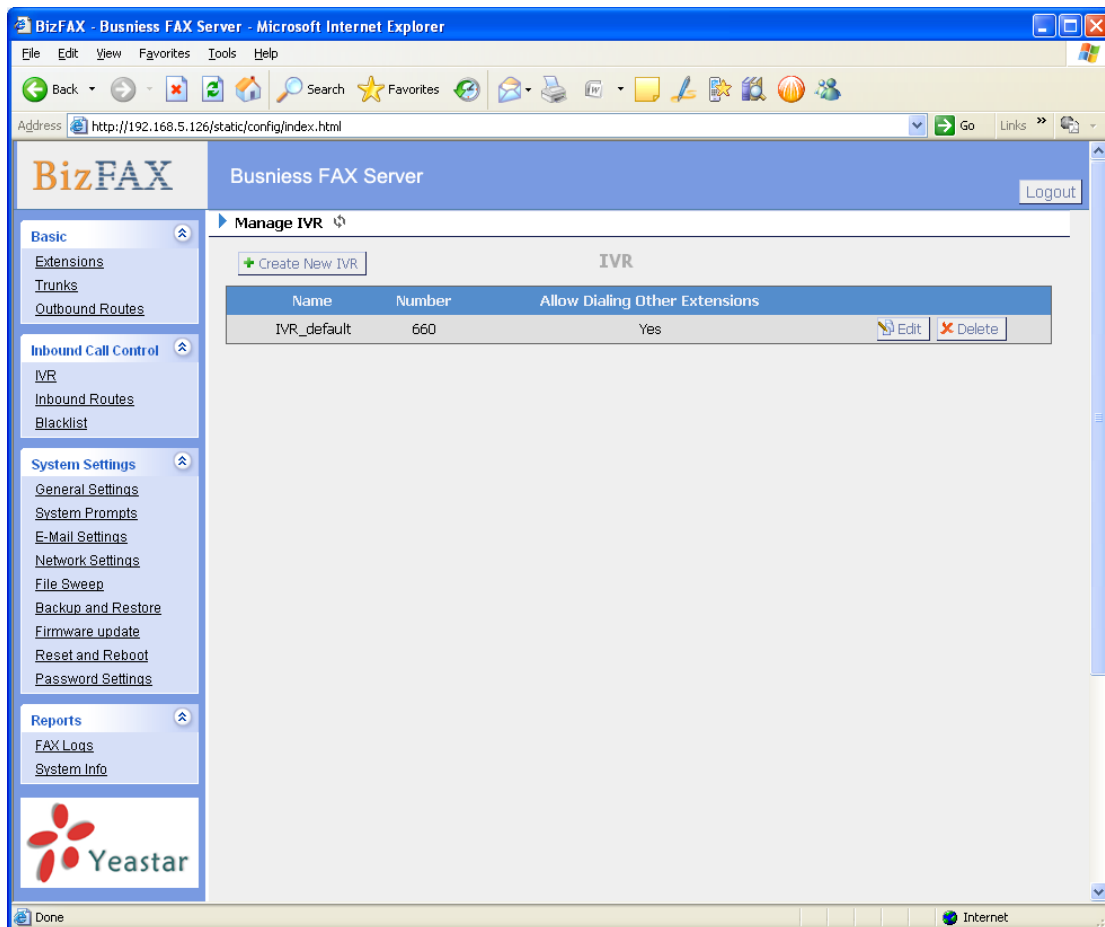 BizFAX - Busniess FAX Server - Microsoft Internet Explorer
File Edit View Favorites Tools Help
Back Search Favorites
Address http://192.168.5.126/static/config/index.html Go Links »
BizFAX Busniess FAX Server
Logout
Manage IVR
Basic
Extensions
Trunks
Outbound Routes
Inbound Call Control
IVR
Inbound Routes
Blacklist
System Settings
General Settings
System Prompts
E-Mail Settings
Network Settings
File Sweep
Backup and Restore
Firmware update
Reset and Reboot
Password Settings
Reports
FAX Logs
System Info
Yeastar
Create New IVR IVR
Name Number Allow Dialing Other Extensions
IVR_default 660 Yes Edit Delete
Done Internet